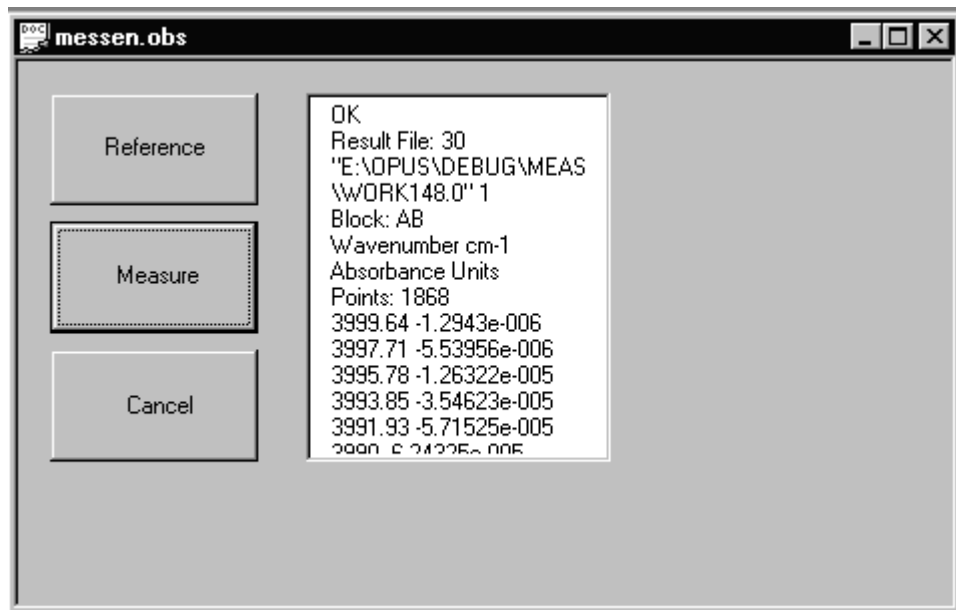 messen.obs
Reference
Measure
Cancel
OK
Result File: 30
"E:\OPUS\DEBUG\MEAS
\WORK148.0" 1
Block: AB
Wavenumber cm-1
Absorbance Units
Points: 1868
3999.64 -1.2943e-006
3997.71 -5.53956e-006
3995.78 -1.26322e-005
3993.85 -3.54623e-005
3991.93 -5.71525e-005